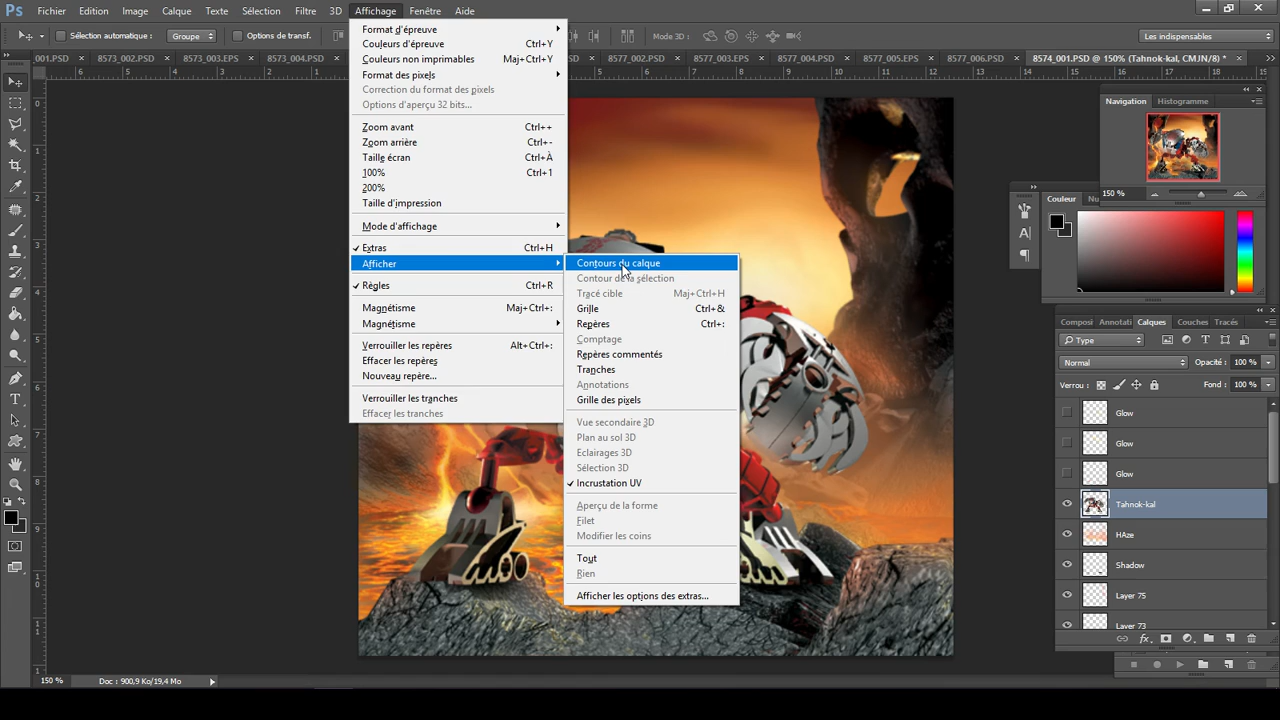 Ps Fichier Edition Image Calque Texte Sélection Filtre 3D Affichage Fenêtre Aide
Sélection automatique : Groupe Options de transf. Mode 3D : Les indispensables
001.PSD 8573_002.PSD 8573_003.EPS 8573_004.PSD 8577_002.PSD 8577_003.EPS 8577_004.PSD 8577_005.EPS 8577_006.PSD 8574_001.PSD @ 150% (Tahnok-kal, CMJN/8) *
Format d'épreuve
Couleurs d'épreuve Ctrl+Y
Couleurs non imprimables Maj+Ctrl+Y
Format des pixels
Correction du format des pixels
Options d'aperçu 32 bits...
Zoom avant Ctrl++
Zoom arrière Ctrl+-
Taille écran Ctrl+À
100% Ctrl+1
200%
Taille d'impression
Mode d'affichage
Extras Ctrl+H
Afficher
Règles Ctrl+R
Magnétisme Maj+Ctrl+:
Magnétisme
Verrouiller les repères Alt+Ctrl+:
Effacer les repères
Nouveau repère...
Verrouiller les tranches
Effacer les tranches
Contours du calque
Contour de la sélection
Tracé cible Maj+Ctrl+H
Grille Ctrl+&
Repères Ctrl+:
Comptage
Repères commentés
Tranches
Annotations
Grille des pixels
Vue secondaire 3D
Plan au sol 3D
Eclairages 3D
Sélection 3D
Incrustation UV
Aperçu de la forme
Filet
Modifier les coins
Tout
Rien
Afficher les options des extras...
Navigation Histogramme
150 %
Couleur Nu
Composi Annotati Calques Couches Tracés
Type
Normal Opacité : 100 %
Verrou : Fond : 100 %
Glow
Glow
Glow
Tahnok-kal
HAze
Shadow
Layer 75
Layer 73
150 % Doc : 900,9 Ko/19,4 Mo